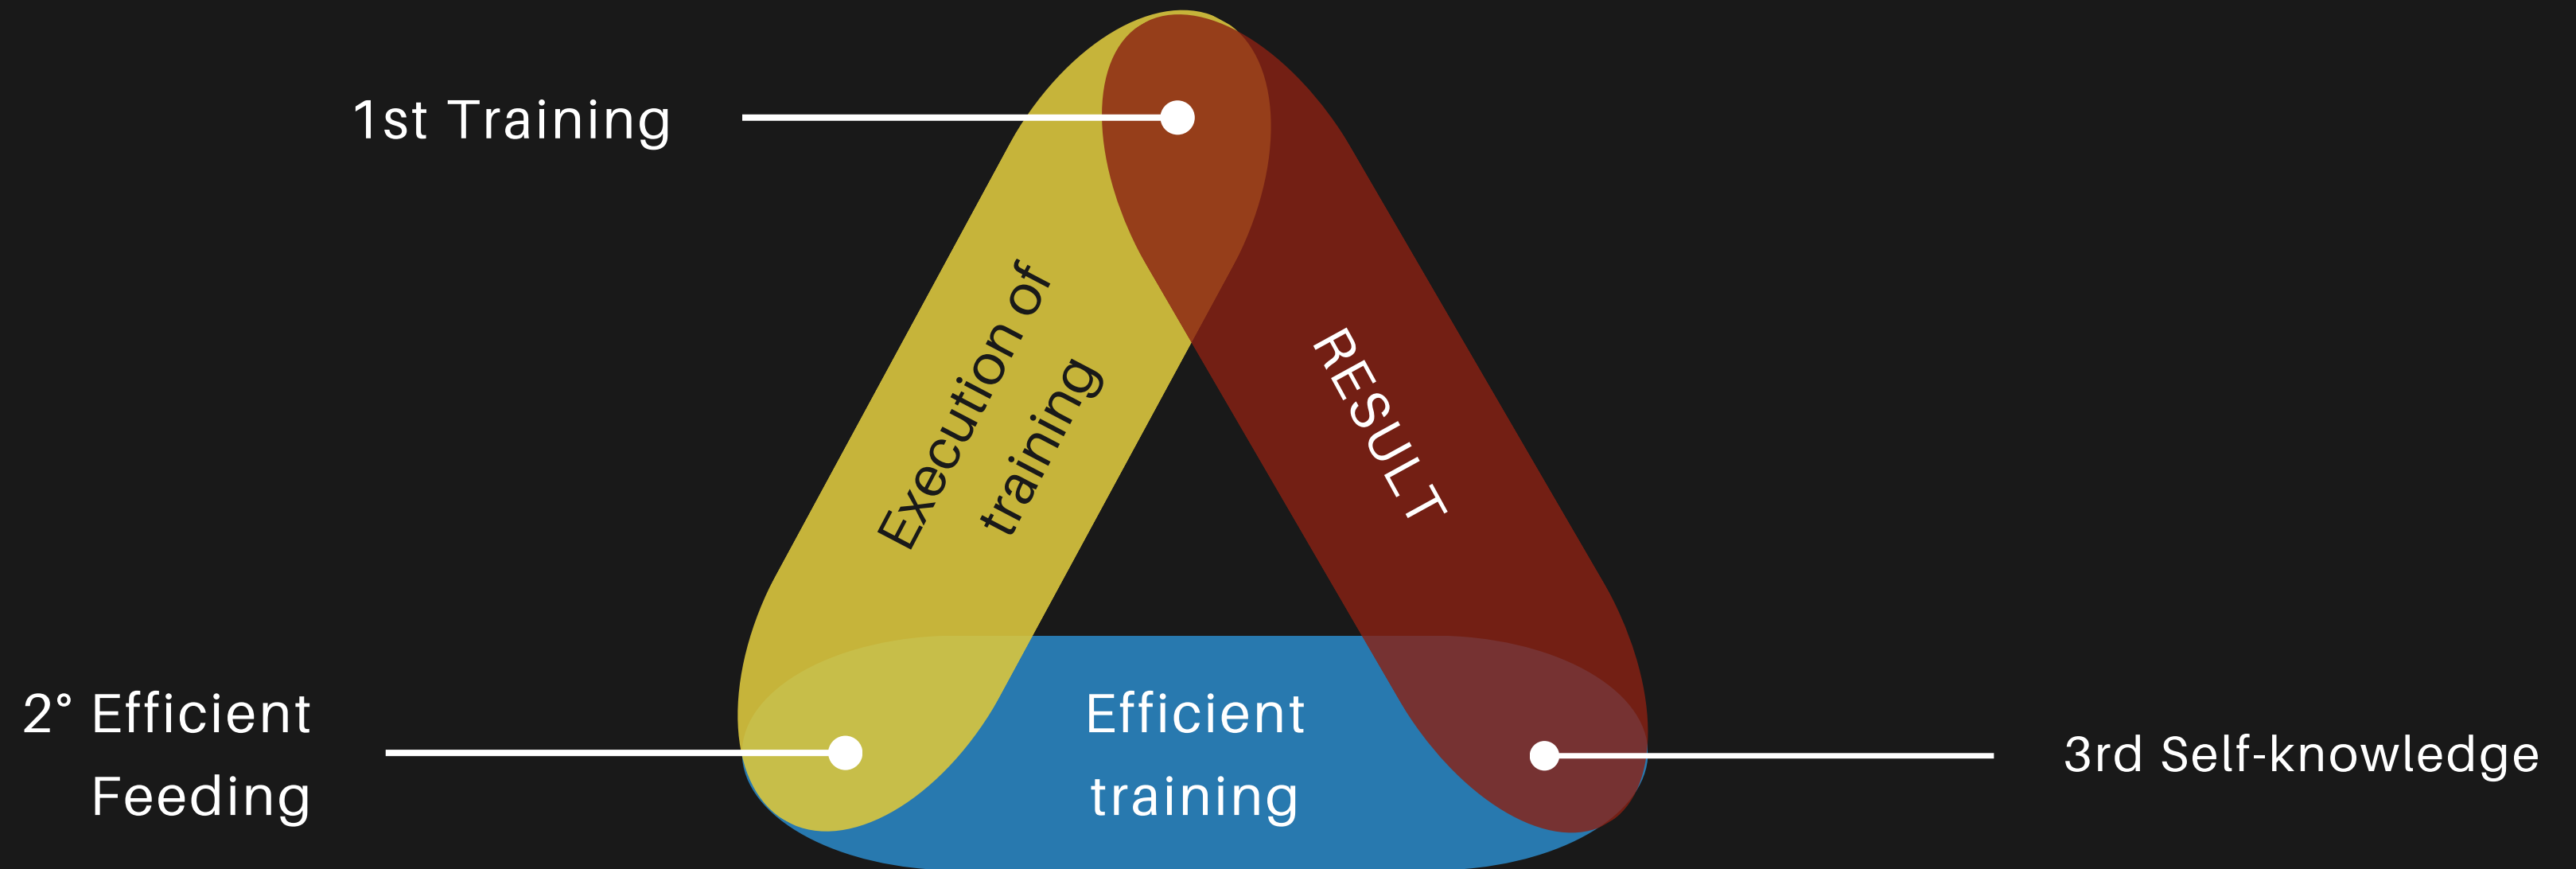 1st Training
Execution of
training
RESULT
2° Efficient
Feeding
Efficient
training
3rd Self-knowledge